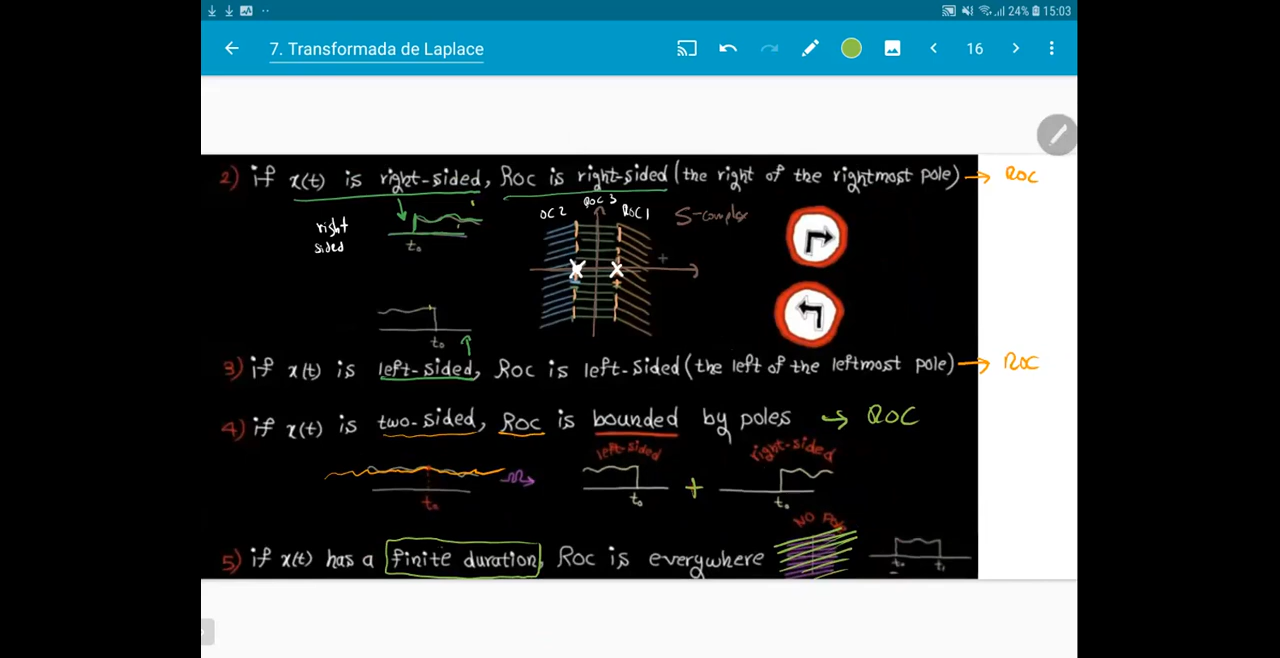 24% 15:03
7. Transformada de Laplace
16
2) if x(t) is right-sided, ROC is right-sided (the right of the rightmost pole) → ROC
right
sided
t₀
OC 2
ROC 3
ROC 1
S-complex
t₀
3) if x(t) is left-sided, ROC is left-sided (the left of the leftmost pole) → ROC
4) if x(t) is two-sided, ROC is bounded by poles → ROC
left-sided
right-sided
t₀
t₀
+
t₀
NO Pole
5) if x(t) has a finite duration, ROC is everywhere
t₀
t₁